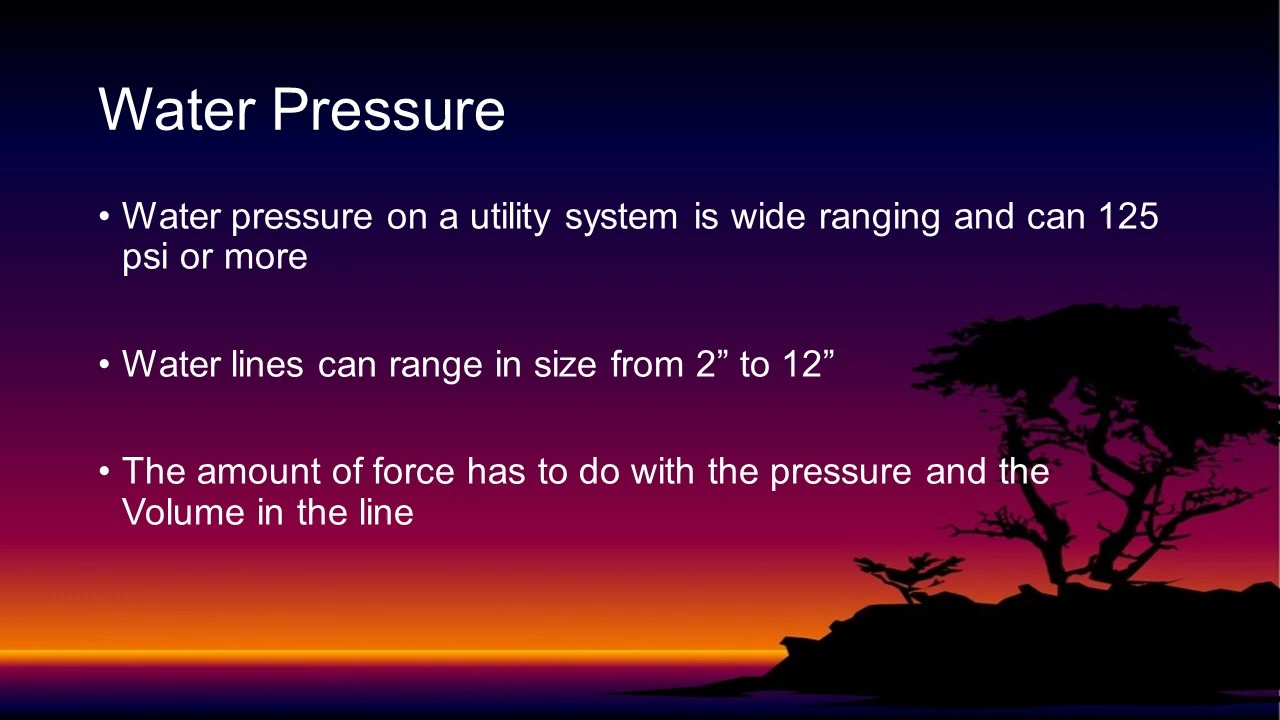 Water Pressure
• Water pressure on a utility system is wide ranging and can 125
psi or more
• Water lines can range in size from 2” to 12”
• The amount of force has to do with the pressure and the
Volume in the line